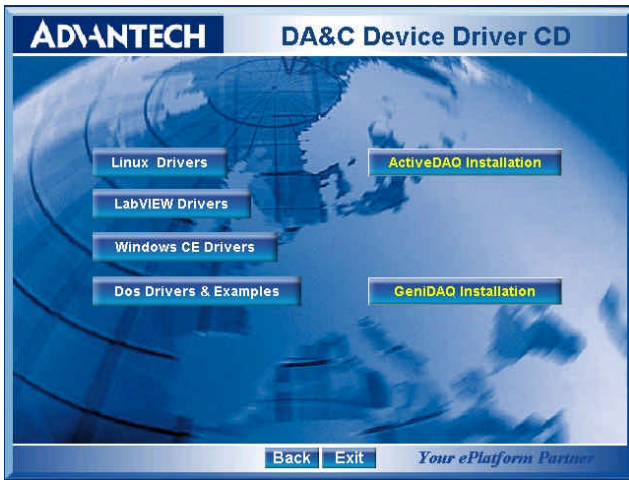 ADVANTECH
DA&C Device Driver CD
Linux Drivers
ActiveDAQ Installation
LabVIEW Drivers
Windows CE Drivers
Dos Drivers & Examples
GeniDAQ Installation
Back
Exit
Your ePlatform Partner